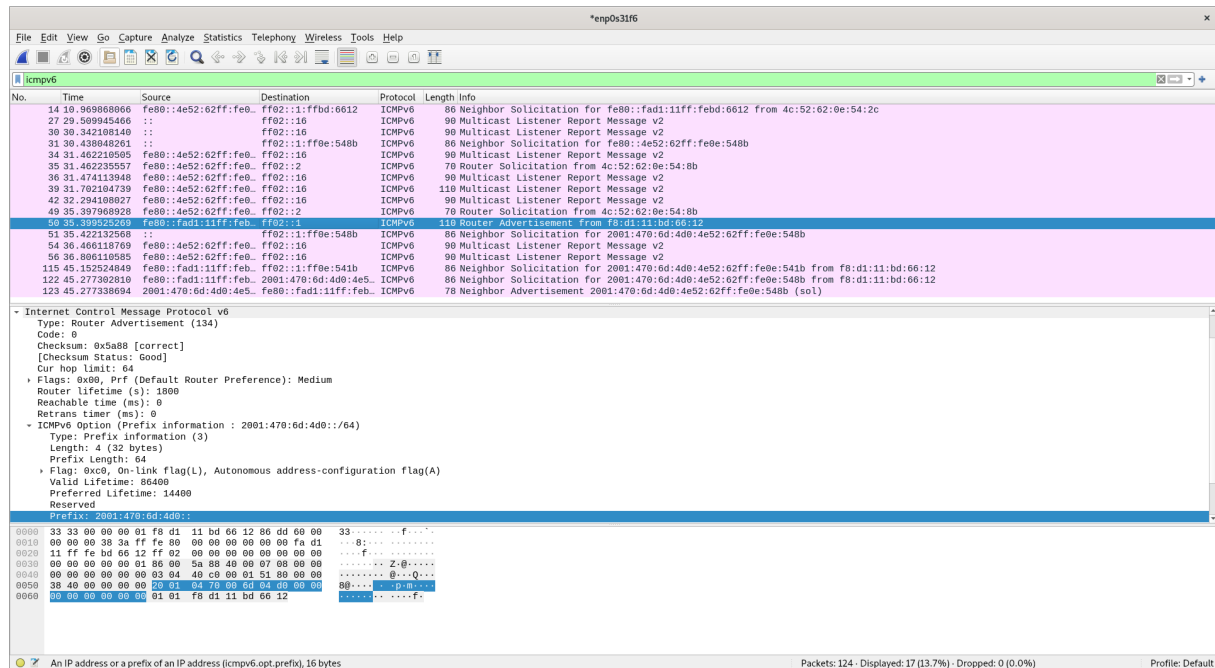 *enp0s31f6
File Edit View Go Capture Analyze Statistics Telephony Wireless Tools Help
icmpv6
No. Time Source Destination Protocol Length Info
14 10.969868066 fe80::4e52:62ff:fe0… ff02::1:ffbd:6612 ICMPv6 86 Neighbor Solicitation for fe80::fad1:11ff:febd:6612 from 4c:52:62:0e:54:2c
27 29.509945466 :: ff02::16 ICMPv6 90 Multicast Listener Report Message v2
30 30.342108140 :: ff02::16 ICMPv6 90 Multicast Listener Report Message v2
31 30.438048261 :: ff02::1:ff0e:548b ICMPv6 86 Neighbor Solicitation for fe80::4e52:62ff:fe0e:548b
34 31.462210505 fe80::4e52:62ff:fe0… ff02::16 ICMPv6 90 Multicast Listener Report Message v2
35 31.462235557 fe80::4e52:62ff:fe0… ff02::2 ICMPv6 70 Router Solicitation from 4c:52:62:0e:54:8b
36 31.474113948 fe80::4e52:62ff:fe0… ff02::16 ICMPv6 90 Multicast Listener Report Message v2
39 31.702104739 fe80::4e52:62ff:fe0… ff02::16 ICMPv6 110 Multicast Listener Report Message v2
42 32.294108027 fe80::4e52:62ff:fe0… ff02::16 ICMPv6 90 Multicast Listener Report Message v2
49 35.397968928 fe80::4e52:62ff:fe0… ff02::2 ICMPv6 70 Router Solicitation from 4c:52:62:0e:54:8b
50 35.399525269 fe80::fad1:11ff:feb… ff02::1 ICMPv6 110 Router Advertisement from f8:d1:11:bd:66:12
51 35.422132568 :: ff02::1:ff0e:548b ICMPv6 86 Neighbor Solicitation for 2001:470:6d:4d0:4e52:62ff:fe0e:548b
54 36.466118769 fe80::4e52:62ff:fe0… ff02::16 ICMPv6 90 Multicast Listener Report Message v2
56 36.806110585 fe80::4e52:62ff:fe0… ff02::16 ICMPv6 90 Multicast Listener Report Message v2
115 45.152524849 fe80::fad1:11ff:feb… ff02::1:ff0e:541b ICMPv6 86 Neighbor Solicitation for 2001:470:6d:4d0:4e52:62ff:fe0e:541b from f8:d1:11:bd:66:12
122 45.277302810 fe80::fad1:11ff:feb… 2001:470:6d:4d0:4e5… ICMPv6 86 Neighbor Solicitation for 2001:470:6d:4d0:4e52:62ff:fe0e:548b from f8:d1:11:bd:66:12
123 45.277338694 2001:470:6d:4d0:4e5… fe80::fad1:11ff:feb… ICMPv6 78 Neighbor Advertisement 2001:470:6d:4d0:4e52:62ff:fe0e:548b (sol)
Internet Control Message Protocol v6
Type: Router Advertisement (134)
Code: 0
Checksum: 0x5a88 [correct]
[Checksum Status: Good]
Cur hop limit: 64
Flags: 0x00, Prf (Default Router Preference): Medium
Router lifetime (s): 1800
Reachable time (ms): 0
Retrans timer (ms): 0
ICMPv6 Option (Prefix information : 2001:470:6d:4d0::/64)
Type: Prefix information (3)
Length: 4 (32 bytes)
Prefix Length: 64
Flag: 0xc0, On-link flag(L), Autonomous address-configuration flag(A)
Valid Lifetime: 86400
Preferred Lifetime: 14400
Reserved
Prefix: 2001:470:6d:4d0::
0000 33 33 00 00 00 01 f8 d1 11 bd 66 12 86 dd 60 00 33······ ··f···`·
0010 00 00 00 38 3a ff fe 80 00 00 00 00 00 00 fa d1 ···8:··· ········
0020 11 ff fe bd 66 12 ff 02 00 00 00 00 00 00 00 00 ····f··· ········
0030 00 00 00 00 00 01 86 00 5a 88 40 00 07 08 00 00 ········ Z·@·····
0040 00 00 00 00 00 00 03 04 40 c0 00 01 51 80 00 00 ········ @···Q···
0050 38 40 00 00 00 00 20 01 04 70 00 6d 04 d0 00 00 8@···· · ·p·m····
0060 00 00 00 00 00 00 01 01 f8 d1 11 bd 66 12 ········ ····f·
An IP address or a prefix of an IP address (icmpv6.opt.prefix), 16 bytes Packets: 124 · Displayed: 17 (13.7%) · Dropped: 0 (0.0%) Profile: Default